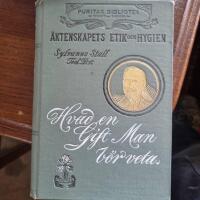 PURITAS BIBLIOTEK
ÄKTENSKAPETS ETIK OCH HYGIEN
Sylvanus Stall
Teol. Dr.
Hvad en
Gift Man
bör veta.